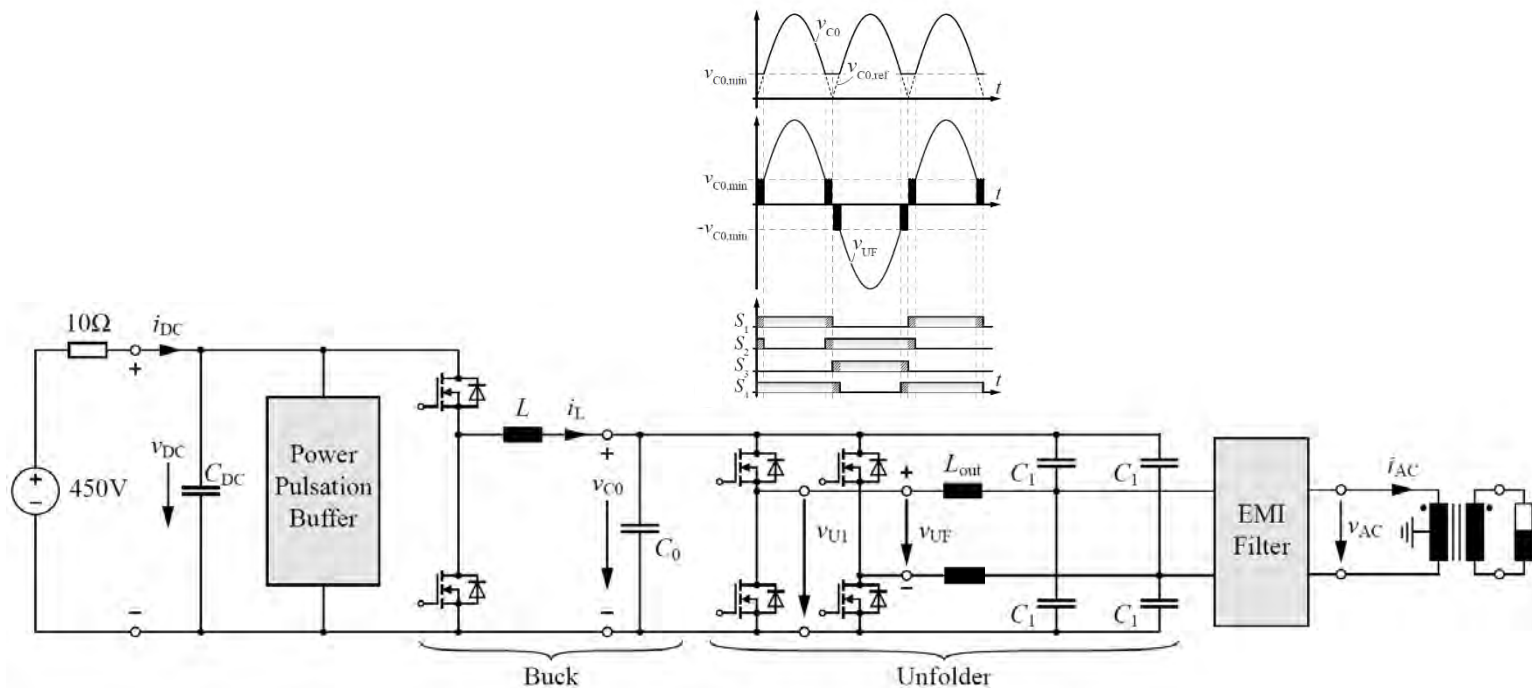 v_C0
v_C0,min
v_C0,ref
t
v_C0,min
t
-v_C0,min
v_UF
S_1
S_2
S_3
S_4
t
10Ω
i_DC
+
+
−
450V
v_DC
C_DC
Power
Pulsation
Buffer
−
L
i_L
+
v_C0
−
C_0
v_U1
+
v_UF
−
L_out
C_1
C_1
C_1
C_1
EMI
Filter
i_AC
v_AC
Buck
Unfolder